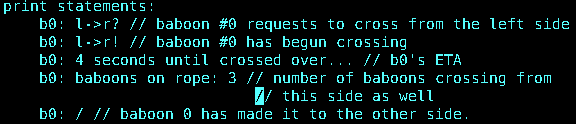 print statements:
b0: l->r? // baboon #0 requests to cross from the left side
b0: l->r! // baboon #0 has begun crossing
b0: 4 seconds until crossed over... // b0's ETA
b0: baboons on rope: 3 // number of baboons crossing from
// this side as well
b0: / // baboon 0 has made it to the other side.